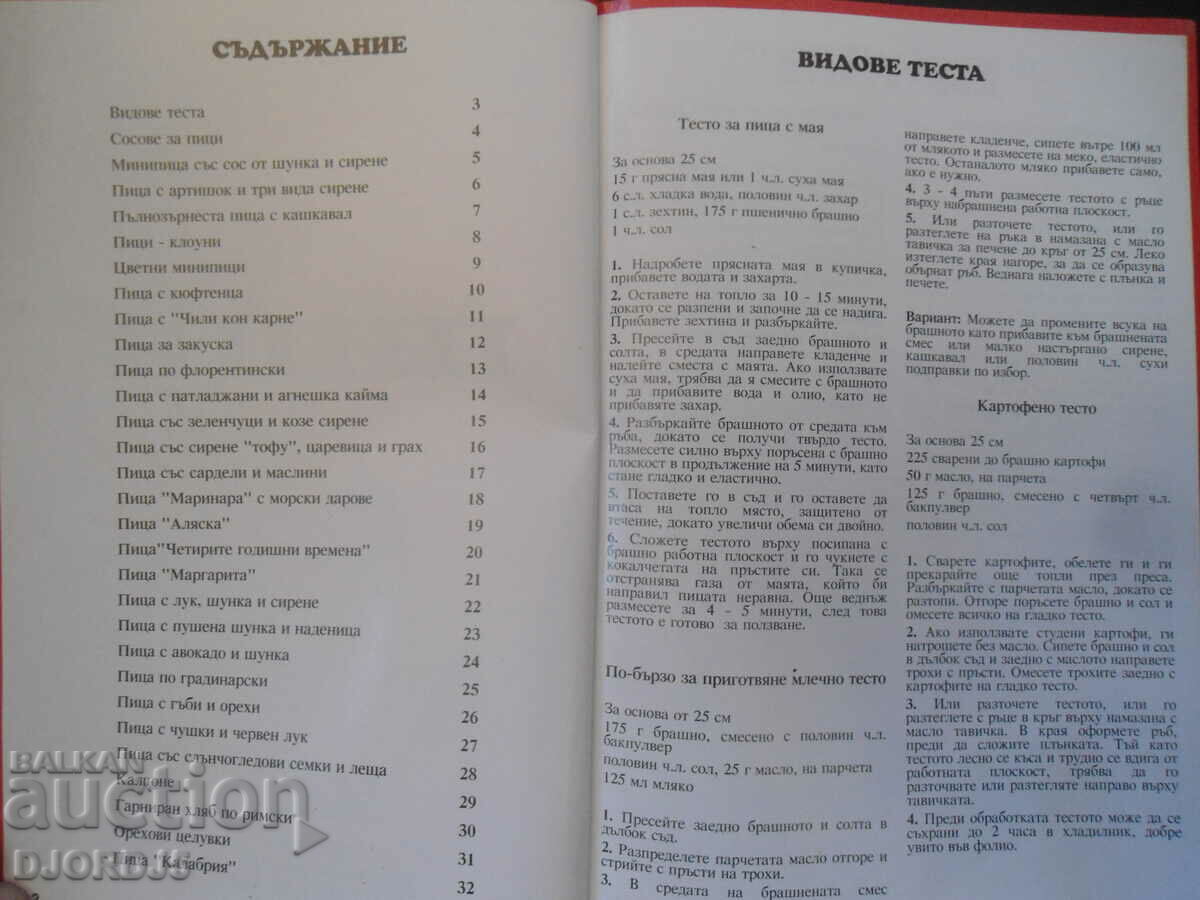 СЪДЪРЖАНИЕ
Видове теста 3
Сосове за пици 4
Минипица със сос от шунка и сирене 5
Пица с артишок и три вида сирене 6
Пълнозърнеста пица с кашкавал 7
Пици - клоуни 8
Цветни минипици 9
Пица с кюфтенца 10
Пица с "Чили кон карне" 11
Пица за закуска 12
Пица по флорентински 13
Пица с патладжани и агнешка кайма 14
Пица със зеленчуци и козе сирене 15
Пица със сирене "тофу", царевица и грах 16
Пица със сардели и маслини 17
Пица "Маринара" с морски дарове 18
Пица "Аляска" 19
Пица"Четирите годишни времена" 20
Пица "Маргарита" 21
Пица с лук, шунка и сирене 22
Пица с пушена шунка и наденица 23
Пица с авокадо и шунка 24
Пица по градинарски 25
Пица с гъби и орехи 26
Пица с чушки и червен лук 27
Пица със слънчогледови семки и леща 28
Калцоне 29
Гарниран хляб по римски 30
Орехови целувки 31
Пица "Калабрия" 32
ВИДОВЕ ТЕСТА
Тесто за пица с мая
За основа 25 см
15 г прясна мая или 1 ч.л. суха мая
6 с.л. хладка вода, половин ч.л. захар
1 с.л. зехтин, 175 г пшенично брашно
1 ч.л. сол
1. Надробете прясната мая в купичка,
прибавете водата и захарта.
2. Оставете на топло за 10 - 15 минути,
докато се разпени и започне да се надига.
Прибавете зехтина и разбъркайте.
3. Пресейте в съд заедно брашното и
солта, в средата направете кладенче и
налейте сместа с маята. Ако използвате
суха мая, трябва да я смесите с брашното
и да прибавите вода и олио, като не
прибавяте захар.
4. Разбъркайте брашното от средата към
ръба, докато се получи твърдо тесто.
Размесете силно върху поръсена с брашно
плоскост в продължение на 5 минути, като
стане гладко и еластично.
5. Поставете го в съд и го оставете да
втаса на топло място, защитено от
течение, докато увеличи обема си двойно.
6. Сложете тестото върху посипана с
брашно работна плоскост и го чукнете с
кокалчетата на пръстите си. Така се
отстранява газа от маята, който би
направил пицата неравна. Още веднъж
размесете за 4 - 5 минути, след това
тестото е готово за ползване.
По-бързо за приготвяне млечно тесто
За основа от 25 см
175 г брашно, смесено с половин ч.л.
бакпулвер
половин ч.л. сол, 25 г масло, на парчета
125 мл мляко
1. Пресейте заедно брашното и солта в
дълбок съд.
2. Разпределете парчетата масло отгоре и
стрийте с пръсти на трохи.
3. В средата на брашнената смес
направете кладенче, сипете вътре 100 мл
от млякото и размесете на меко, еластично
тесто. Останалото мляко прибавете само,
ако е нужно.
4. 3 - 4 пъти размесете тестото с ръце
върху набрашнена работна плоскост.
5. Или разточете тестото, или го
разтеглете на ръка в намазана с масло
тавичка за печене до кръг от 25 см. Леко
изтеглете края нагоре, за да се образува
обърнат ръб. Веднага наложете с плънка и
печете.
Вариант: Можете да промените всука на
брашното като прибавите към брашнената
смес или малко настъргано сирене,
кашкавал или половин ч.л. сухи
подправки по избор.
Картофено тесто
За основа 25 см
225 сварени до брашно картофи
50 г масло, на парчета
125 г брашно, смесено с четвърт ч.л.
бакпулвер
половин ч.л. сол
1. Сварете картофите, обелете ги и ги
прекарайте още топли през преса.
Разбъркайте с парчетата масло, докато се
разтопи. Отгоре поръсете брашно и сол и
омесете всичко на гладко тесто.
2. Ако използвате студени картофи, ги
натрошете без масло. Сипете брашно и сол
в дълбок съд и заедно с маслото направете
трохи с пръсти. Омесете трохите заедно с
картофите на гладко тесто.
3. Или разточете тестото, или го
разтеглете с ръце в кръг върху намазана с
масло тавичка. В края оформете ръб,
преди да сложите плънката. Тъй като
тестото лесно се къса и трудно се вдига от
работната плоскост, трябва да го
разточвате или разтегляте направо върху
тавичката.
4. Преди обработката тестото може да се
съхрани до 2 часа в хладилник, добре
увито във фолио.
BALKAN
auction
DJORB55